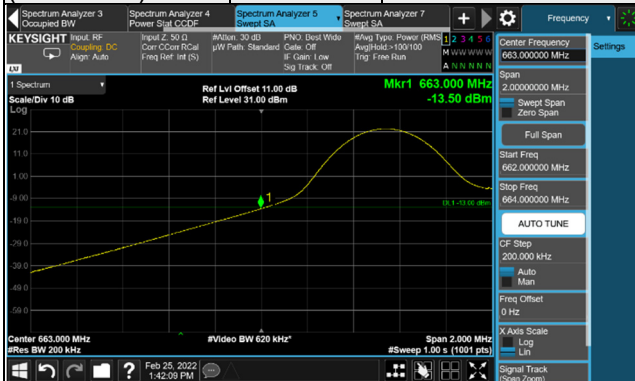 Spectrum Analyzer 3
Occupied BW
Spectrum Analyzer 4
Power Stat CCDF
Spectrum Analyzer 5
Swept SA
Spectrum Analyzer 7
Swept SA
+
Frequency
KEYSIGHT
Input: RF
Coupling: DC
Align: Auto
Input Z: 50 Ω
Corr CCorr RCal
Freq Ref: Int (S)
#Atten: 30 dB
µW Path: Standard
PNO: Best Wide
Gate: Off
IF Gain: Low
Sig Track: Off
#Avg Type: Power (RMS
Avg|Hold:>100/100
Trig: Free Run
1 2 3 4 5 6
M W W W W W
A N N N N N
LXI
1 Spectrum
Scale/Div 10 dB
Log
Ref Lvl Offset 11.00 dB
Ref Level 31.00 dBm
Mkr1 663.000 MHz
-13.50 dBm
21.0
11.0
1.00
-9.00
-19.0
-29.0
-39.0
-49.0
-59.0
1
DL1 -13.00 dBm
Center 663.000 MHz
#Res BW 200 kHz
#Video BW 620 kHz*
Span 2.000 MHz
#Sweep 1.00 s (1001 pts)
Center Frequency
663.000000 MHz
Settings
Span
2.00000000 MHz
Swept Span
Zero Span
Full Span
Start Freq
662.000000 MHz
Stop Freq
664.000000 MHz
AUTO TUNE
CF Step
200.000 kHz
Auto
Man
Freq Offset
0 Hz
X Axis Scale
Log
Lin
Signal Track
(Span Zoom)
?
Feb 25, 2022
1:42:09 PM